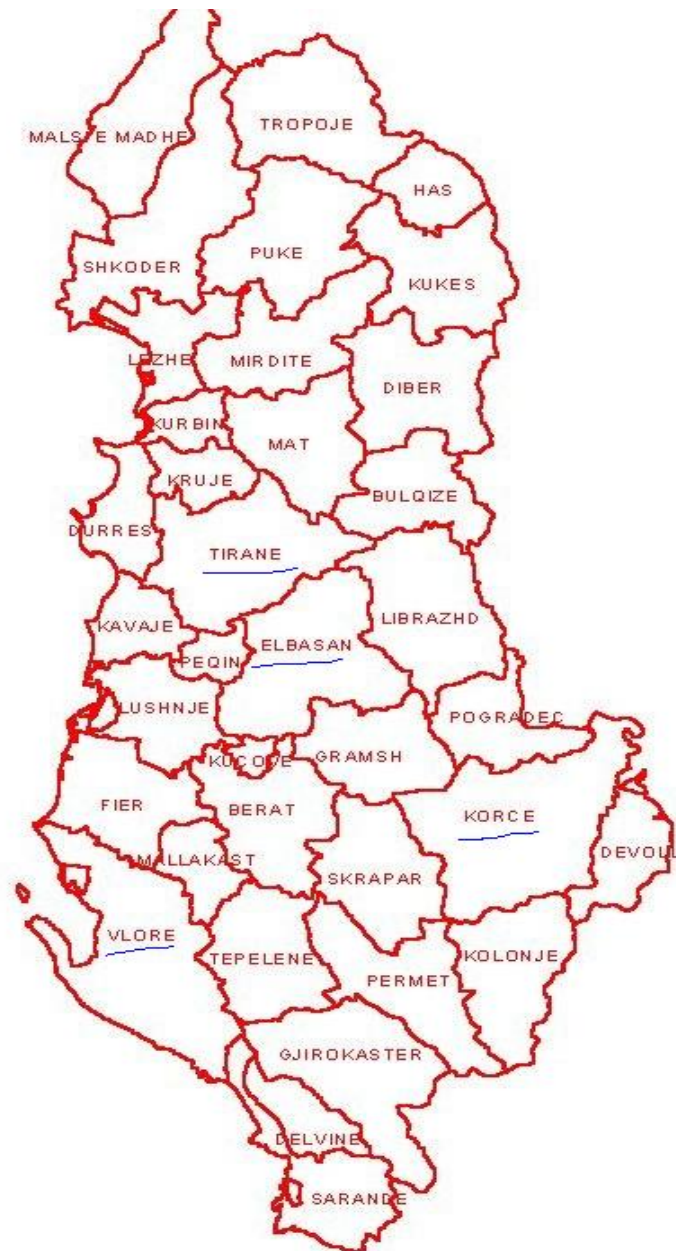 TROPOJE
MALSIE MADHE
HAS
PUKE
SHKODER
KUKES
LEZHE
MIRDITE
DIBER
KURBIN
MAT
KRUJE
BULQIZE
DURRES
TIRANE
LIBRAZHD
KAVAJE
ELBASAN
PEQIN
LUSHNJE
POGRADEC
GRAMSH
KUCOVE
FIER
BERAT
KORCE
DEVOLL
MALLAKAST
SKRAPAR
VLORE
TEPELENE
KOLONJE
PERMET
GJIROKASTER
DELVINE
SARANDE